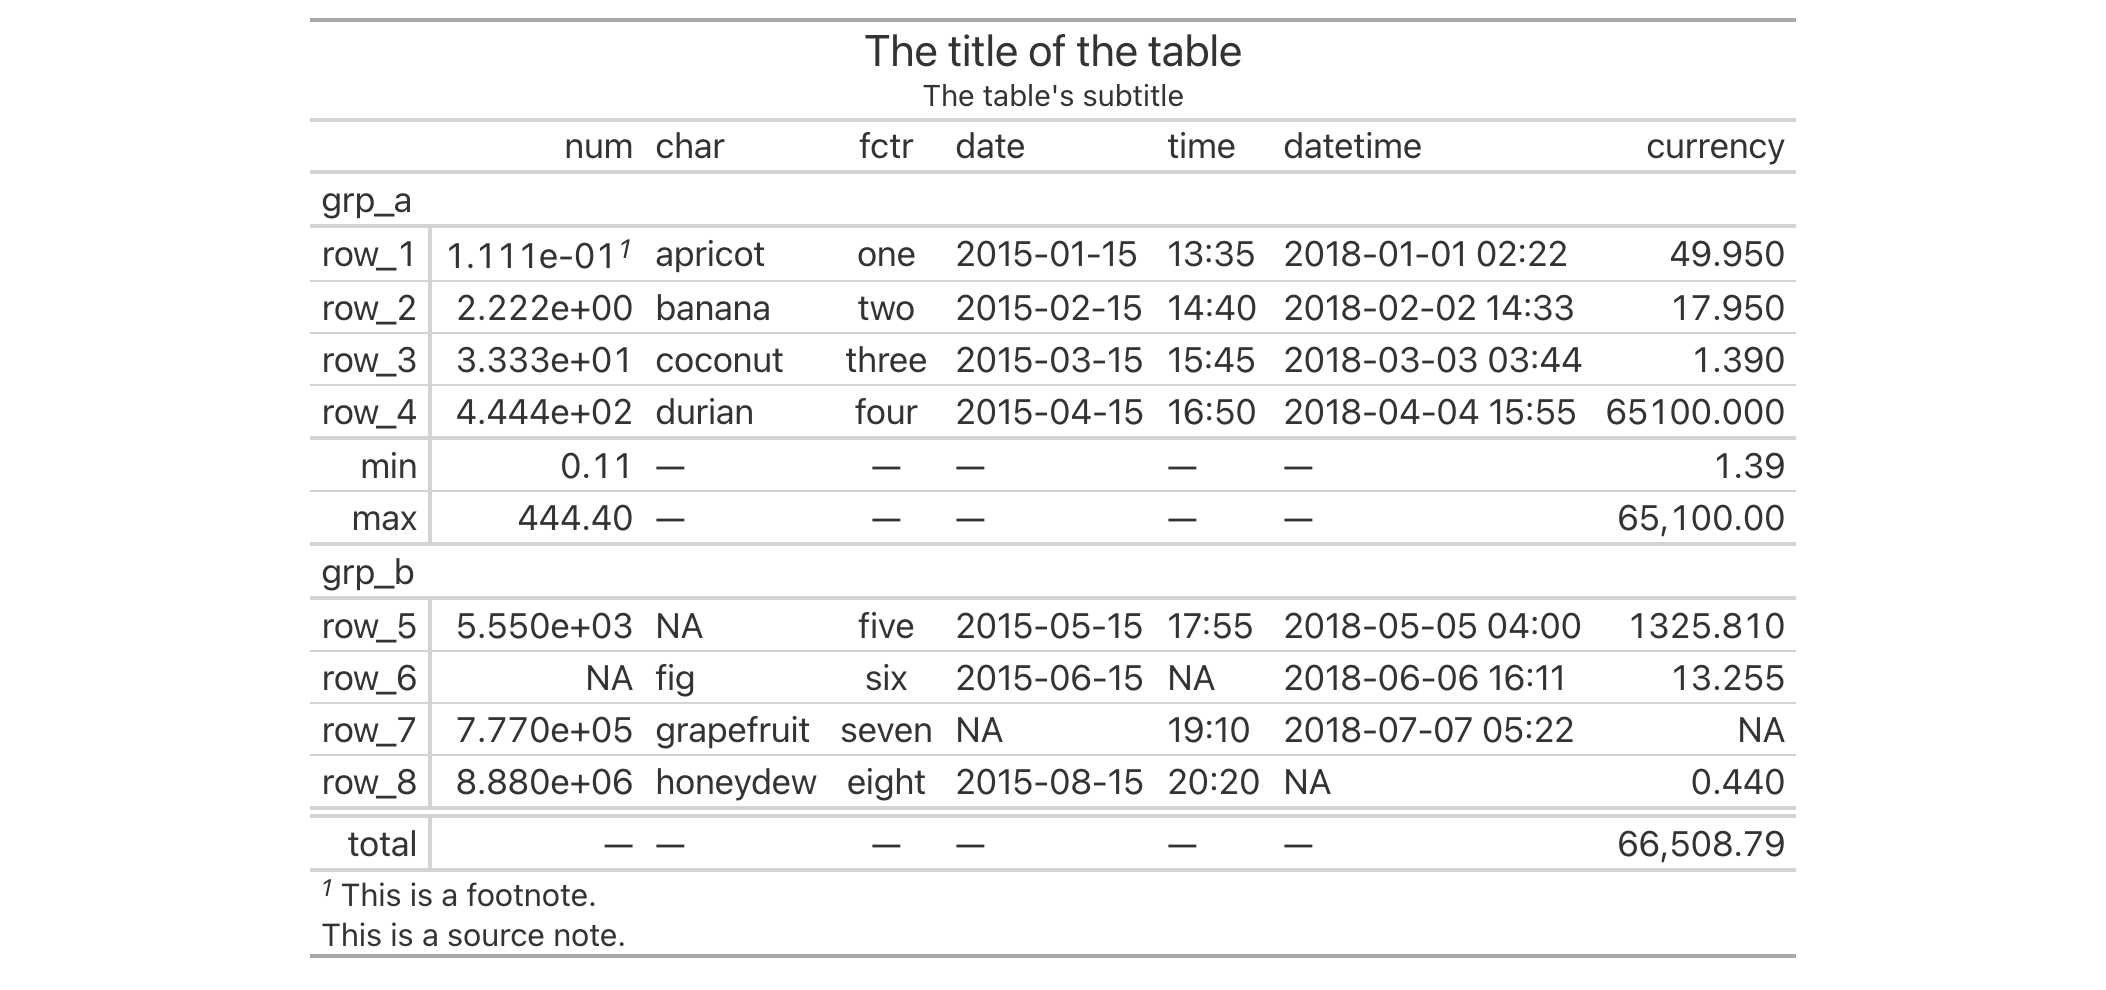 The title of the table
The table's subtitle
num char fctr date time datetime currency
grp_a
row_1 1.111e-01¹ apricot one 2015-01-15 13:35 2018-01-01 02:22 49.950
row_2 2.222e+00 banana two 2015-02-15 14:40 2018-02-02 14:33 17.950
row_3 3.333e+01 coconut three 2015-03-15 15:45 2018-03-03 03:44 1.390
row_4 4.444e+02 durian four 2015-04-15 16:50 2018-04-04 15:55 65100.000
min 0.11 — — — — — 1.39
max 444.40 — — — — — 65,100.00
grp_b
row_5 5.550e+03 NA five 2015-05-15 17:55 2018-05-05 04:00 1325.810
row_6 NA fig six 2015-06-15 NA 2018-06-06 16:11 13.255
row_7 7.770e+05 grapefruit seven NA 19:10 2018-07-07 05:22 NA
row_8 8.880e+06 honeydew eight 2015-08-15 20:20 NA 0.440
total — — — — — — 66,508.79
¹ This is a footnote.
This is a source note.